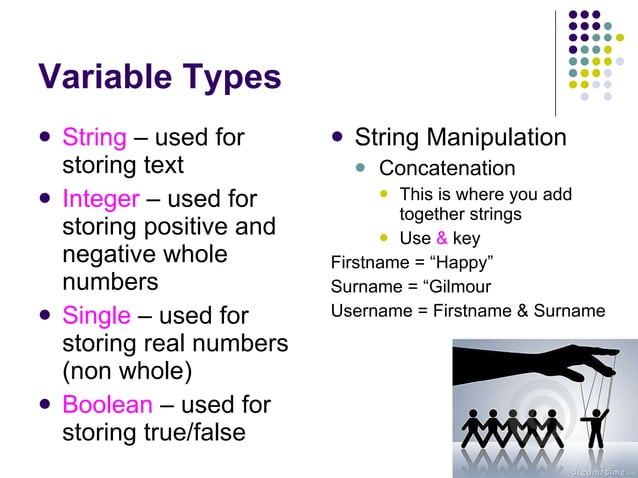 Variable Types
● String – used for
storing text
● Integer – used for
storing positive and
negative whole
numbers
● Single – used for
storing real numbers
(non whole)
● Boolean – used for
storing true/false
● String Manipulation
● Concatenation
● This is where you add
together strings
● Use & key
Firstname = “Happy”
Surname = “Gilmour
Username = Firstname & Surname
dreamstime.com